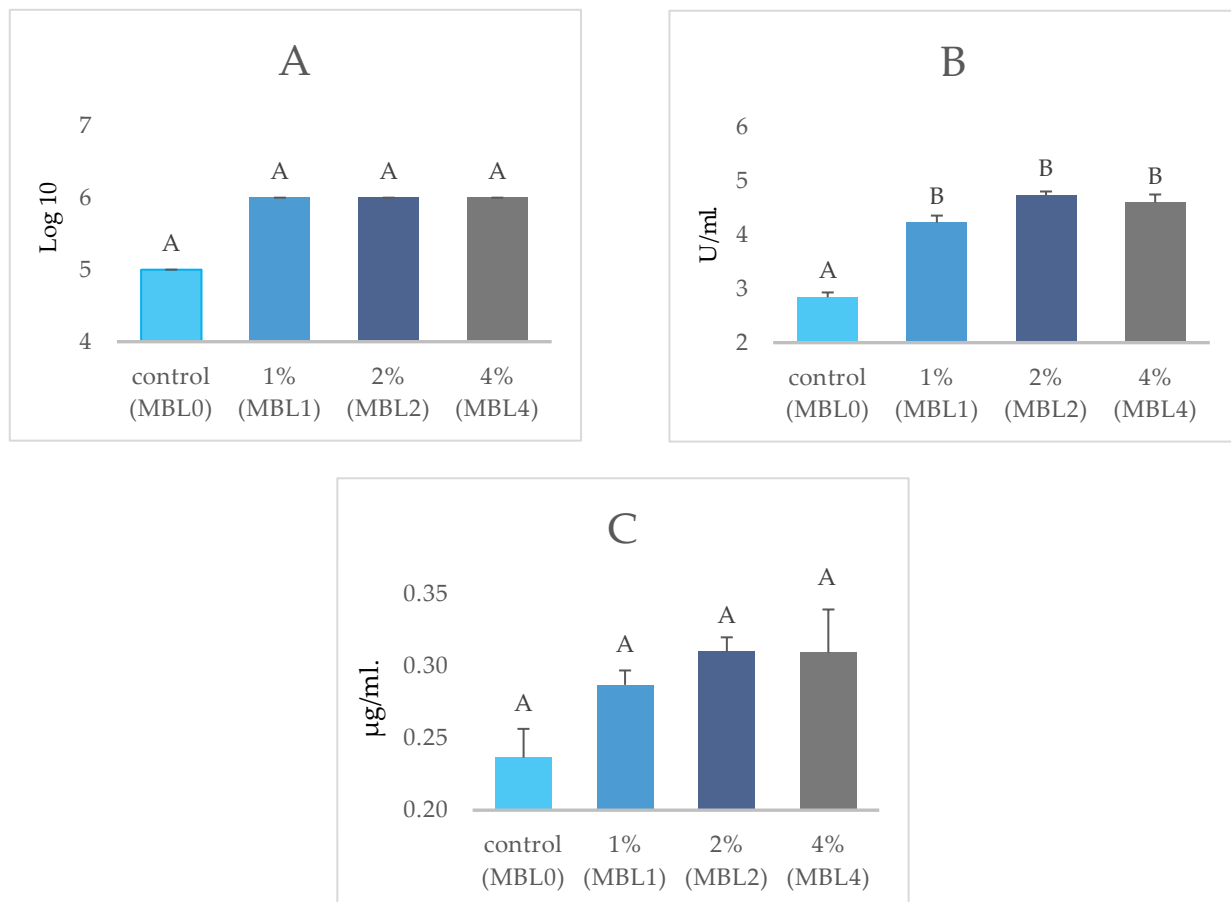 A
7
6
5
4
Log 10
A
A
A
A
control
(MBL0)
1%
(MBL1)
2%
(MBL2)
4%
(MBL4)
B
6
5
4
3
2
U/ml.
A
B
B
B
control
(MBL0)
1%
(MBL1)
2%
(MBL2)
4%
(MBL4)
C
0.35
0.30
0.25
0.20
µg/ml.
A
A
A
A
control
(MBL0)
1%
(MBL1)
2%
(MBL2)
4%
(MBL4)